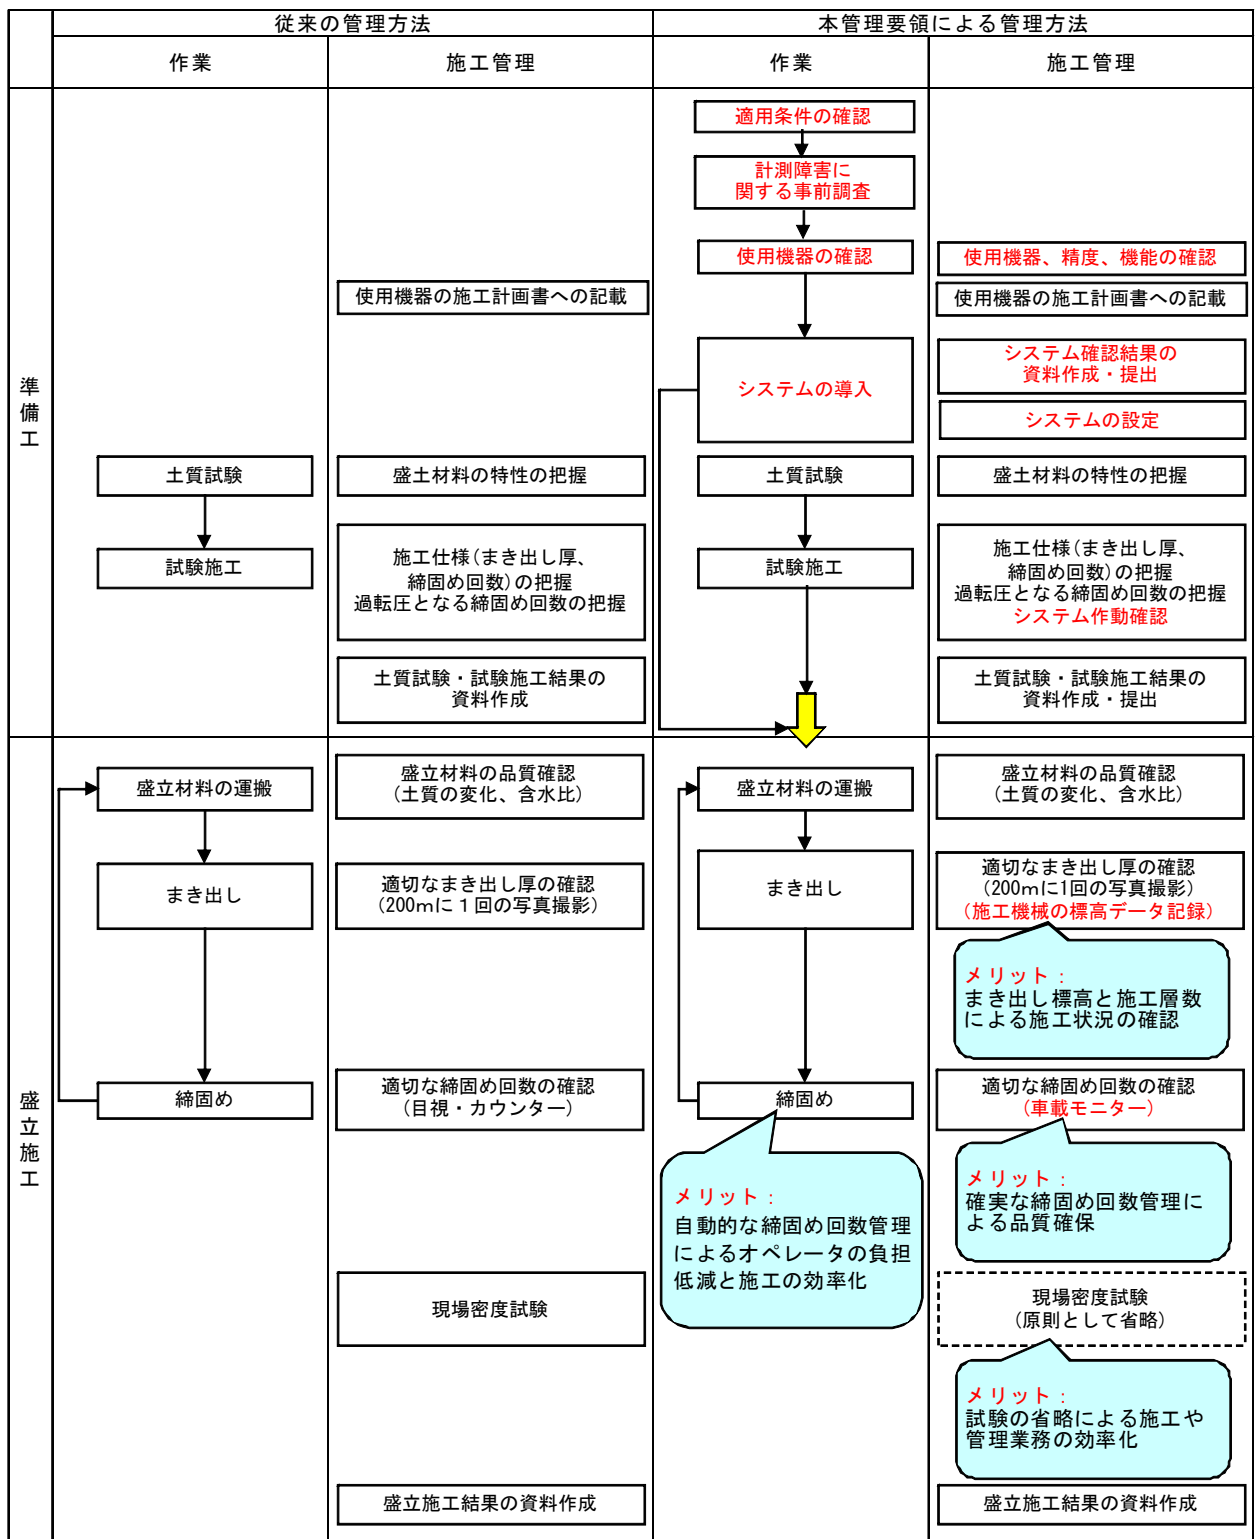 従来の管理方法
本管理要領による管理方法
作業
施工管理
作業
施工管理
準備工
土質試験
試験施工
使用機器の施工計画書への記載
盛土材料の特性の把握
施工仕様(まき出し厚、
締固め回数)の把握
過転圧となる締固め回数の把握
土質試験・試験施工結果の
資料作成
適用条件の確認
計測障害に
関する事前調査
使用機器の確認
システムの導入
土質試験
試験施工
使用機器、精度、機能の確認
使用機器の施工計画書への記載
システム確認結果の
資料作成・提出
システムの設定
盛土材料の特性の把握
施工仕様(まき出し厚、
締固め回数)の把握
過転圧となる締固め回数の把握
システム作動確認
土質試験・試験施工結果の
資料作成・提出
盛立施工
盛立材料の運搬
まき出し
締固め
盛立材料の品質確認
(土質の変化、含水比)
適切なまき出し厚の確認
(200mに1回の写真撮影)
適切な締固め回数の確認
(目視・カウンター)
現場密度試験
盛立施工結果の資料作成
盛立材料の運搬
まき出し
締固め
メリット：
自動的な締固め回数管理
によるオペレータの負担
低減と施工の効率化
盛立材料の品質確認
(土質の変化、含水比)
適切なまき出し厚の確認
(200mに1回の写真撮影)
(施工機械の標高データ記録)
メリット：
まき出し標高と施工層数
による施工状況の確認
適切な締固め回数の確認
(車載モニター)
メリット：
確実な締固め回数管理に
よる品質確保
現場密度試験
(原則として省略)
メリット：
試験の省略による施工や
管理業務の効率化
盛立施工結果の資料作成